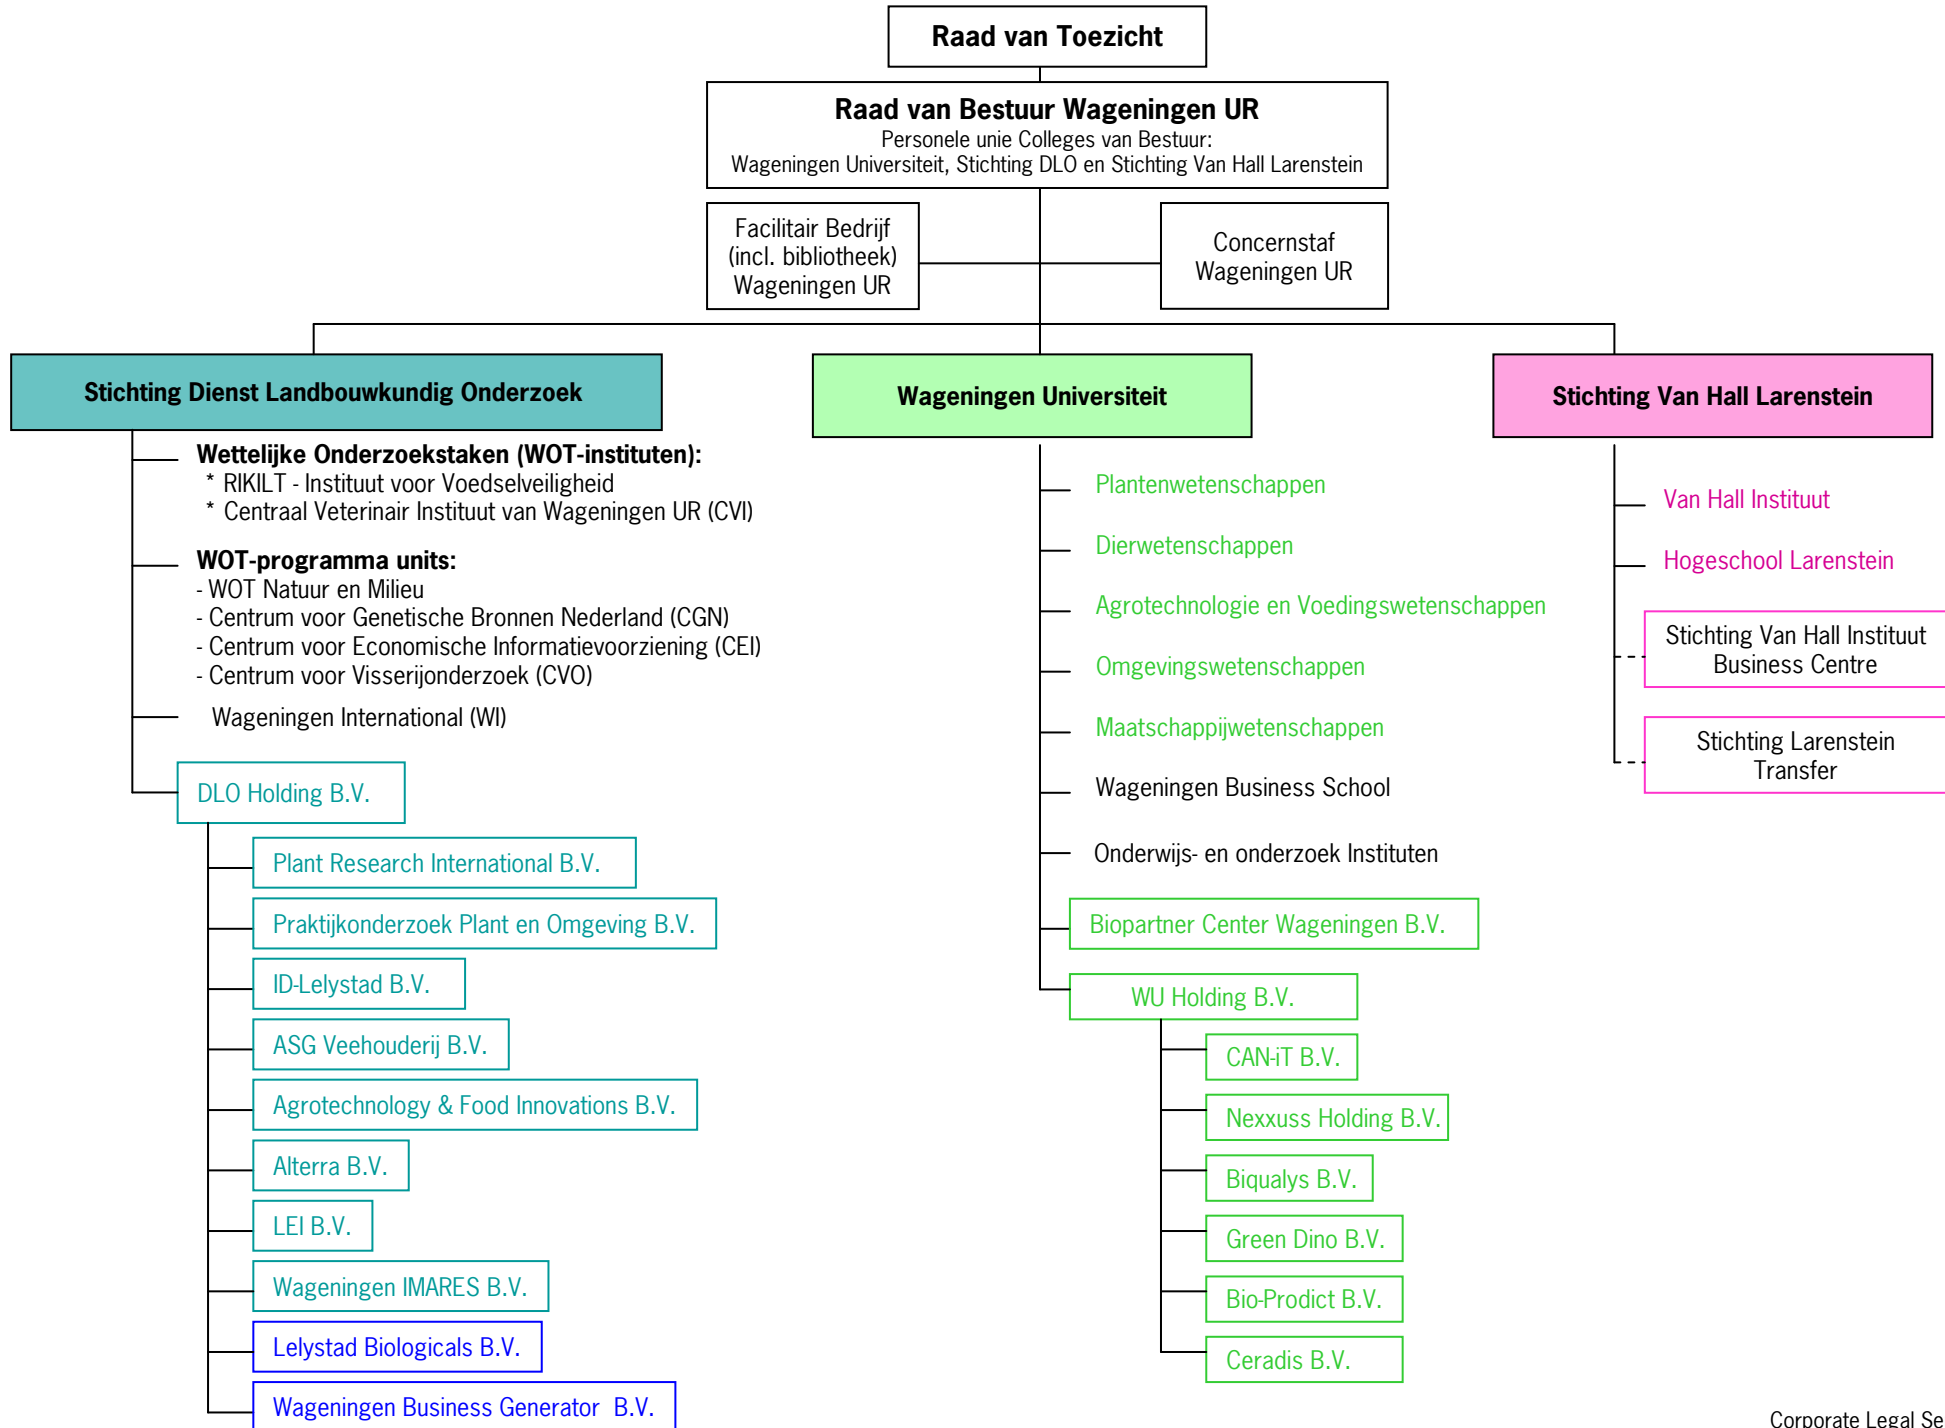 Raad van Toezicht
Raad van Bestuur Wageningen UR
Personele unie Colleges van Bestuur:
Wageningen Universiteit, Stichting DLO en Stichting Van Hall Larenstein
Facilitair Bedrijf
(incl. bibliotheek)
Wageningen UR
Concernstaf
Wageningen UR
Stichting Dienst Landbouwkundig Onderzoek
Wettelijke Onderzoekstaken (WOT-instituten):
* RIKILT - Instituut voor Voedselveiligheid
* Centraal Veterinair Instituut van Wageningen UR (CVI)
WOT-programma units:
- WOT Natuur en Milieu
- Centrum voor Genetische Bronnen Nederland (CGN)
- Centrum voor Economische Informatievoorziening (CEI)
- Centrum voor Visserijonderzoek (CVO)
Wageningen International (WI)
DLO Holding B.V.
Plant Research International B.V.
Praktijkonderzoek Plant en Omgeving B.V.
ID-Lelystad B.V.
ASG Veehouderij B.V.
Agrotechnology & Food Innovations B.V.
Alterra B.V.
LEI B.V.
Wageningen IMARES B.V.
Lelystad Biologicals B.V.
Wageningen Business Generator B.V.
Wageningen Universiteit
Plantenwetenschappen
Dierwetenschappen
Agrotechnologie en Voedingswetenschappen
Omgevingswetenschappen
Maatschappijwetenschappen
Wageningen Business School
Onderwijs- en onderzoek Instituten
Biopartner Center Wageningen B.V.
WU Holding B.V.
CAN-iT B.V.
Nexxuss Holding B.V.
Biqualys B.V.
Green Dino B.V.
Bio-Prodict B.V.
Ceradis B.V.
Stichting Van Hall Larenstein
Van Hall Instituut
Hogeschool Larenstein
Stichting Van Hall Instituut
Business Centre
Stichting Larenstein
Transfer
Corporate Legal Se